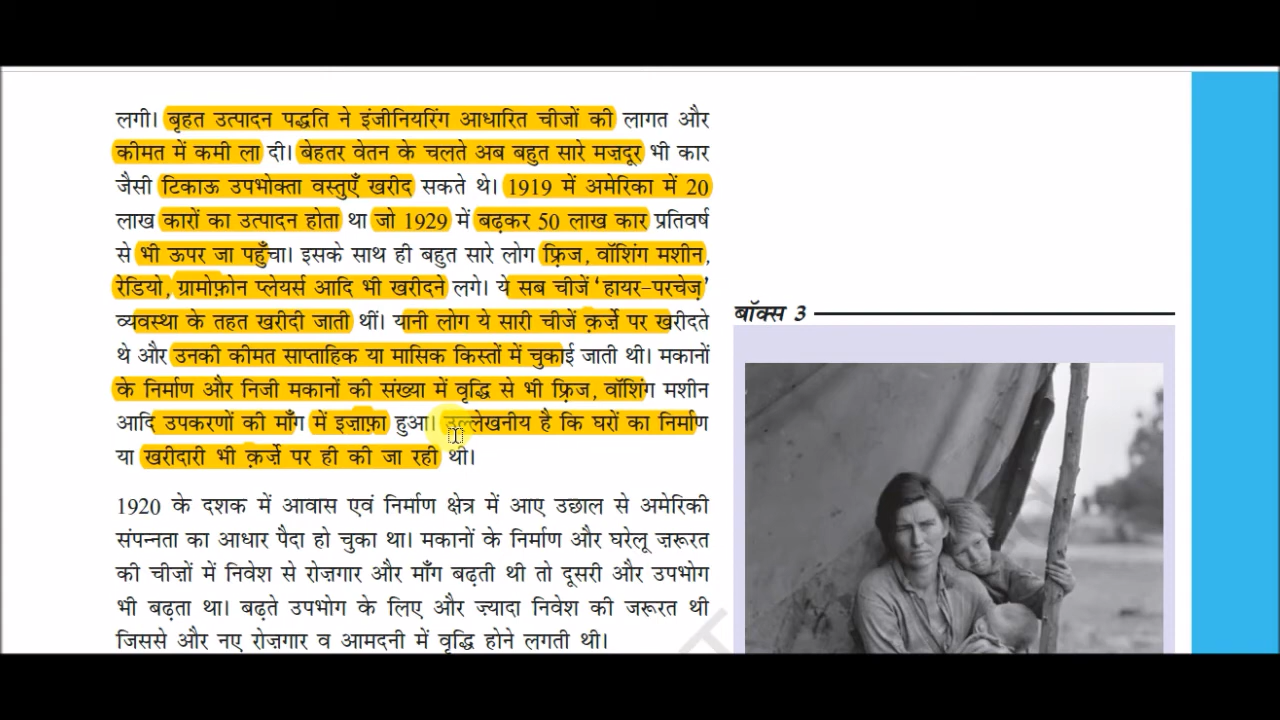 लगी। बृहत उत्पादन पद्धति ने इंजीनियरिंग आधारित चीजों की लागत और
कीमत में कमी ला दी। बेहतर वेतन के चलते अब बहुत सारे मज़दूर भी कार
जैसी टिकाऊ उपभोक्ता वस्तुएँ खरीद सकते थे। 1919 में अमेरिका में 20
लाख कारों का उत्पादन होता था जो 1929 में बढ़कर 50 लाख कार प्रतिवर्ष
से भी ऊपर जा पहुँचा। इसके साथ ही बहुत सारे लोग फ़्रिज, वॉशिंग मशीन,
रेडियो, ग्रामोफ़ोन प्लेयर्स आदि भी खरीदने लगे। ये सब चीजें ‘हायर-परचेज़’
व्यवस्था के तहत खरीदी जाती थीं। यानी लोग ये सारी चीजें क़र्ज़े पर खरीदते
थे और उनकी कीमत साप्ताहिक या मासिक किस्तों में चुकाई जाती थी। मकानों
के निर्माण और निजी मकानों की संख्या में वृद्धि से भी फ़्रिज, वॉशिंग मशीन
आदि उपकरणों की माँग में इज़ाफ़ा हुआ। उल्लेखनीय है कि घरों का निर्माण
या खरीदारी भी क़र्ज़े पर ही की जा रही थी।
1920 के दशक में आवास एवं निर्माण क्षेत्र में आए उछाल से अमेरिकी
संपन्नता का आधार पैदा हो चुका था। मकानों के निर्माण और घरेलू ज़रूरत
की चीज़ों में निवेश से रोज़गार और माँग बढ़ती थी तो दूसरी और उपभोग
भी बढ़ता था। बढ़ते उपभोग के लिए और ज़्यादा निवेश की जरूरत थी
जिससे और नए रोज़गार व आमदनी में वृद्धि होने लगती थी।
बॉक्स 3